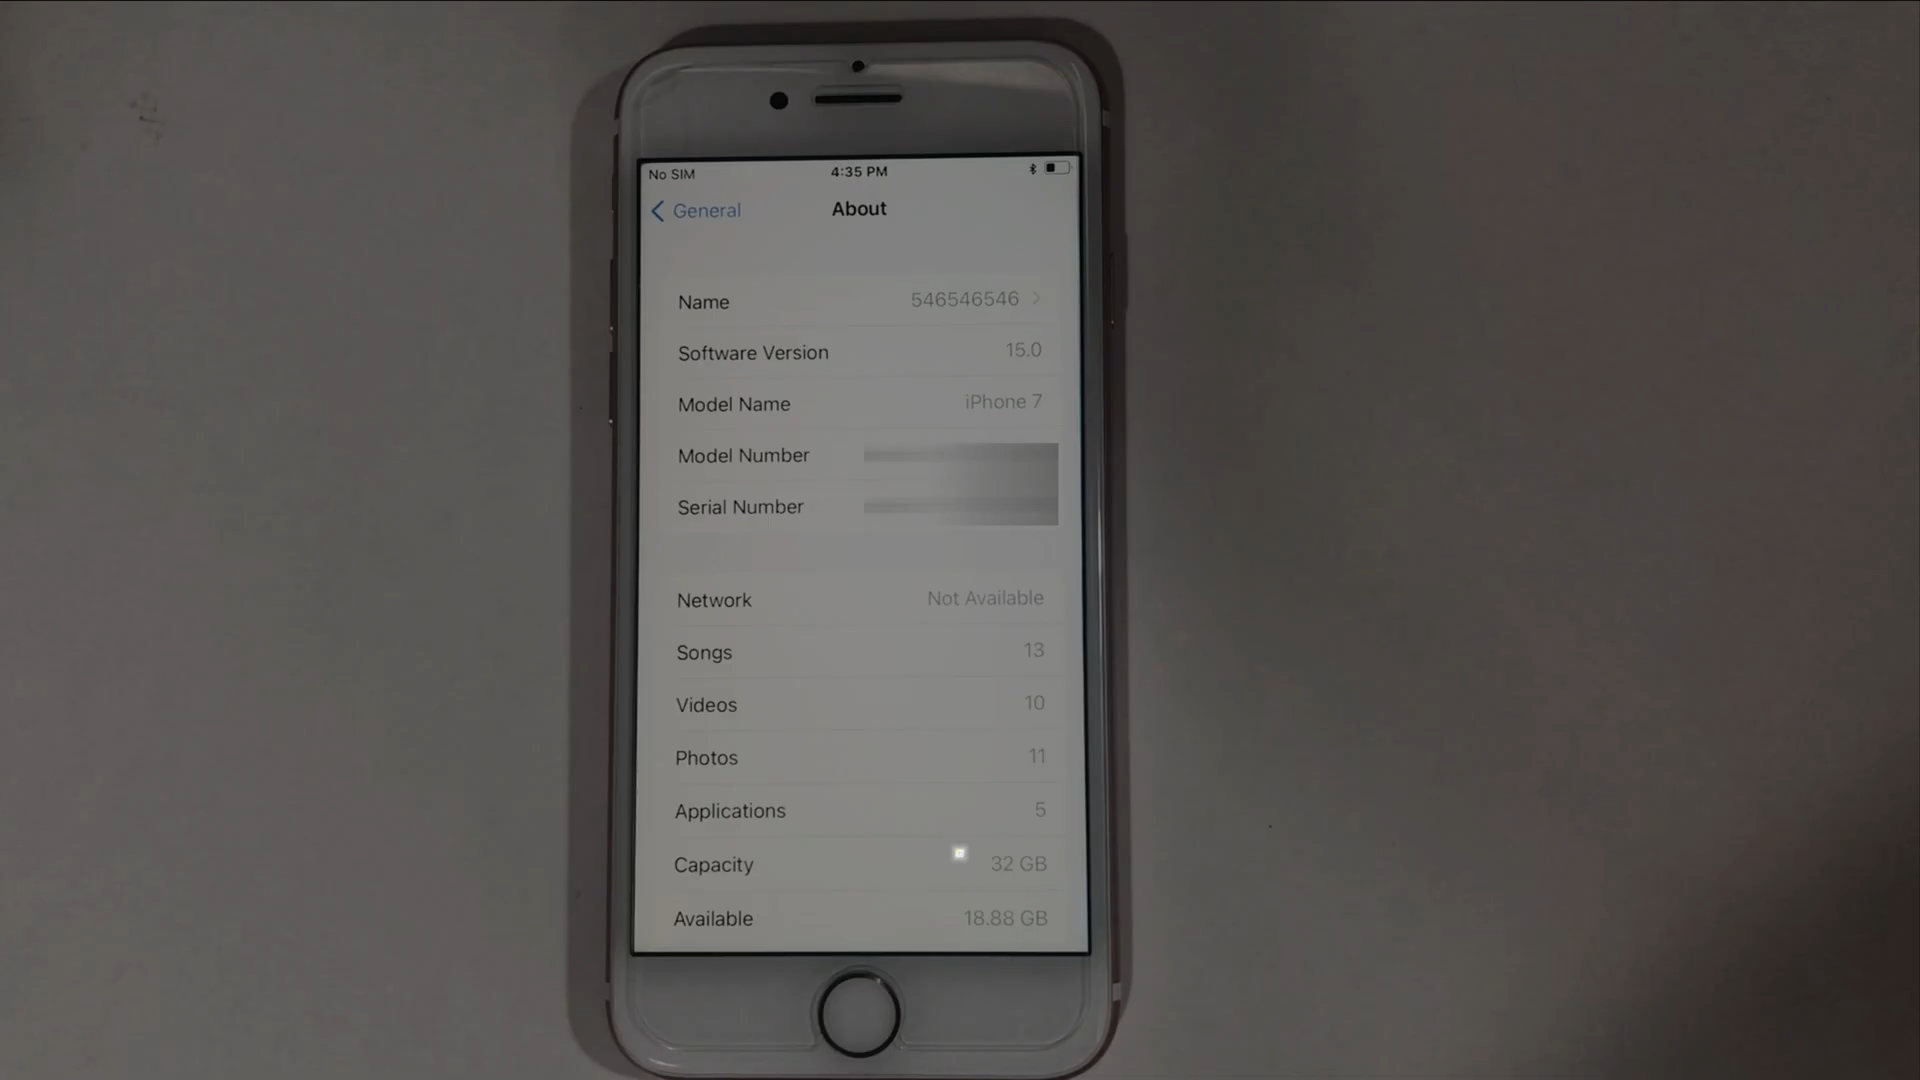 No SIM 4:35 PM
General About
Name 546546546
Software Version 15.0
Model Name iPhone 7
Model Number
Serial Number
Network Not Available
Songs 13
Videos 10
Photos 11
Applications 5
Capacity 32 GB
Available 18.88 GB